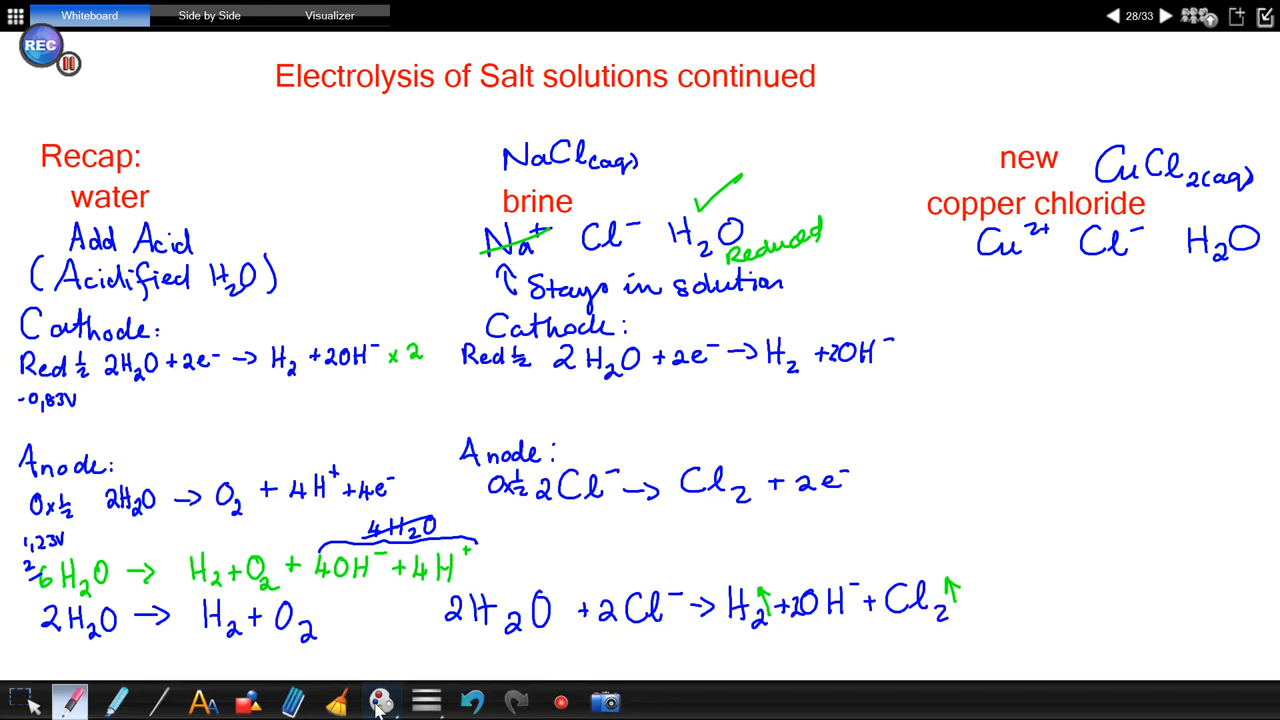 Whiteboard Side by Side Visualizer 28/33
REC
Electrolysis of Salt solutions continued
Recap:
water
Add Acid
(Acidified H₂O)
Cathode:
Red ½ 2H₂O + 2e⁻ → H₂ + 2OH⁻ × 2
-0,83V
Anode:
Ox ½ 2H₂O → O₂ + 4H⁺ + 4e⁻
1,23V
4H₂O
2 6H₂O → H₂ + O₂ + 4OH⁻ + 4H⁺
2H₂O → H₂ + O₂
NaCl(aq)
brine
Na⁺ Cl⁻ H₂O ✓
Reduced
↑ Stays in solution
Cathode:
Red ½ 2H₂O + 2e⁻ → H₂ + 2OH⁻
Anode:
Ox ½ 2Cl⁻ → Cl₂ + 2e⁻
2H₂O + 2Cl⁻ → H₂↑ + 2OH⁻ + Cl₂↑
new CuCl₂(aq)
copper chloride
Cu²⁺ Cl⁻ H₂O